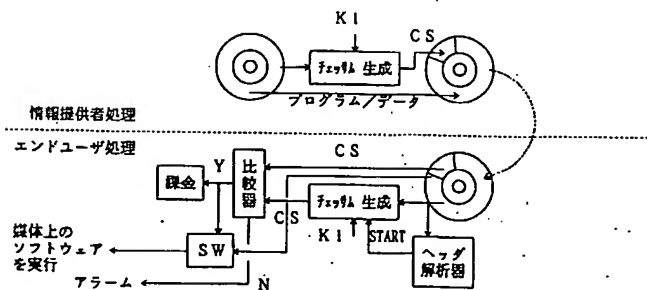 K1
CS
チェッサム 生成
プログラム/データ
情報提供者処理
エンドユーザ処理
CS
Y
比較器
課金
チェッサム 生成
CS
K1
START
媒体上の
ソフトウェア
を実行
SW
ヘッダ
解析器
アラーム
N